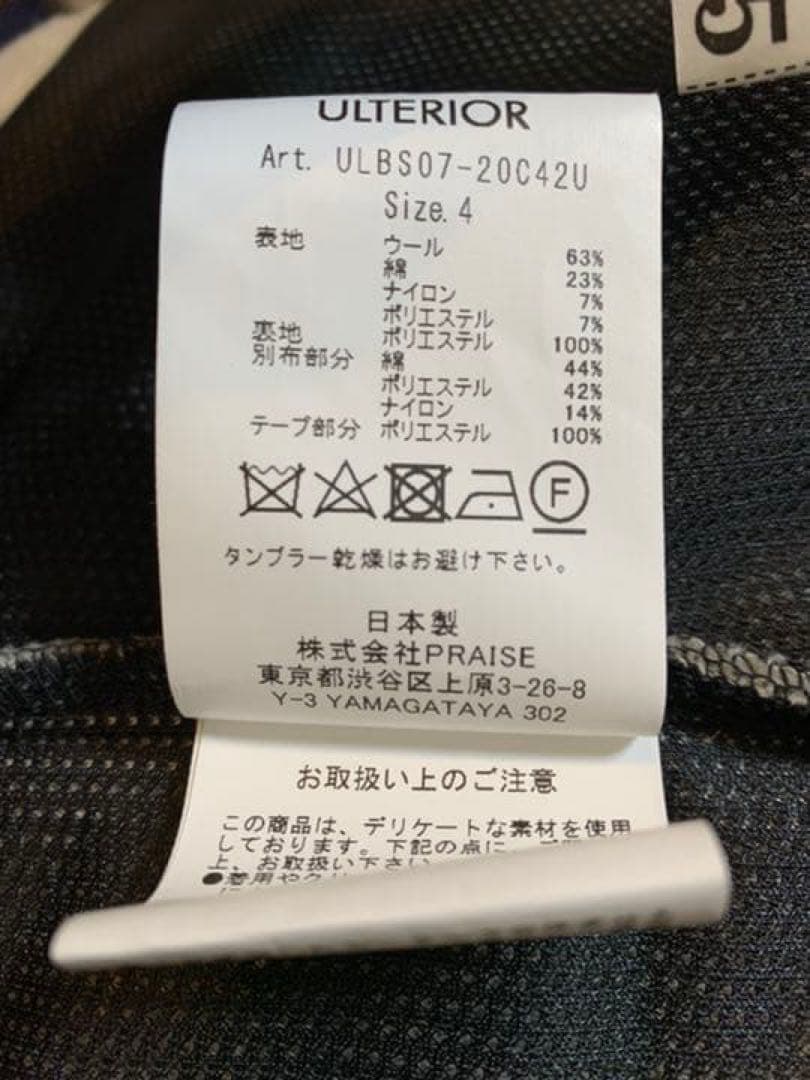 5
ULTERIOR
Art. ULBS07-20C42U
Size.4
表地 ウール 63%
綿 23%
ナイロン 7%
ポリエステル 7%
裏地 ポリエステル 100%
別布部分 綿 44%
ポリエステル 42%
ナイロン 14%
テープ部分 ポリエステル 100%
F
タンブラー乾燥はお避け下さい。
日本製
株式会社PRAISE
東京都渋谷区上原3-26-8
Y-3 YAMAGATAYA 302
お取扱い上のご注意
この商品は、デリケートな素材を使用
しております。下記の点に
上、お取扱い下さい
●着用や